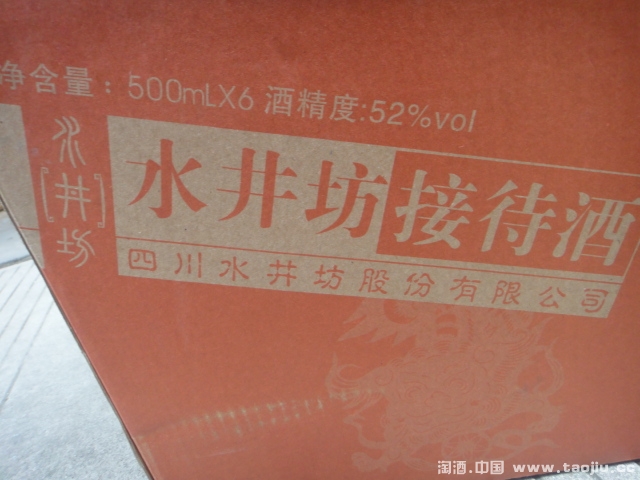 净含量：500mLX6 酒精度:52%vol
水井坊
水井坊接待酒
四川水井坊股份有限公司
淘酒.中国 www.taojiu.cc